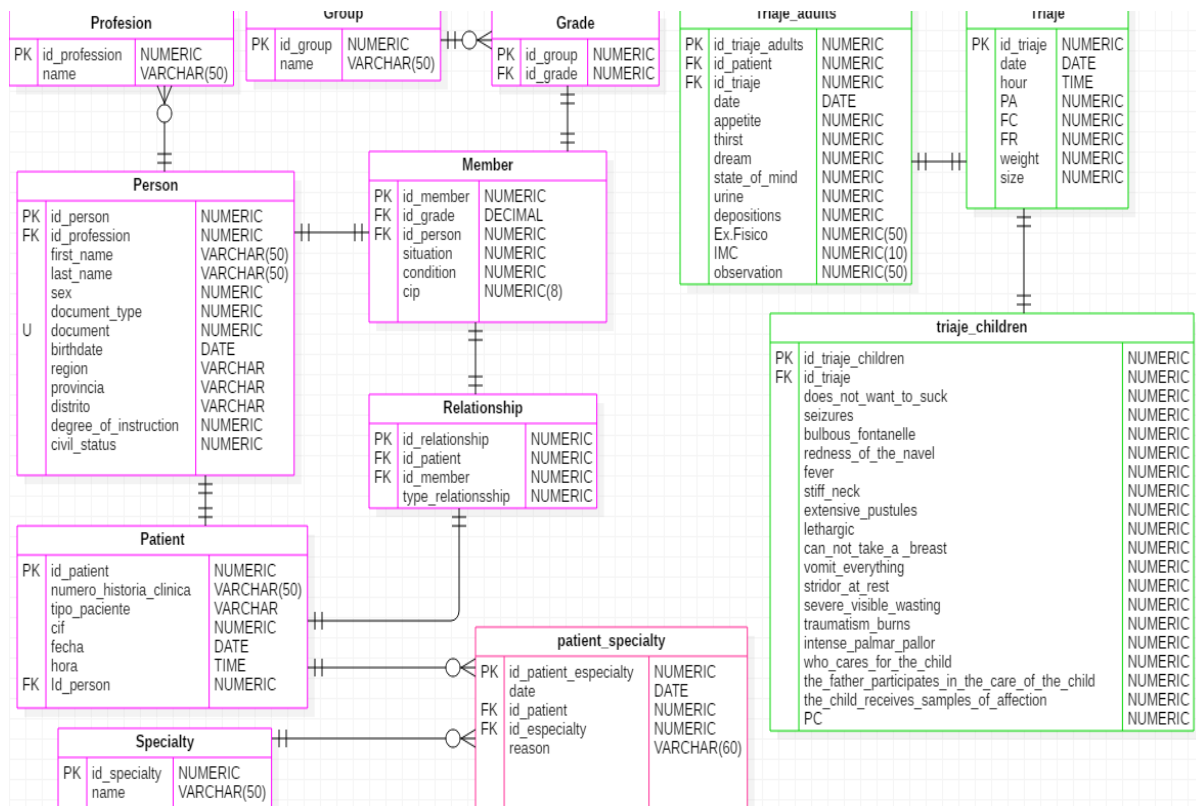 Profesion
PK id_profession NUMERIC
name VARCHAR(50)
Group
PK id_group NUMERIC
name VARCHAR(50)
Grade
PK id_group NUMERIC
FK id_grade NUMERIC
Triaje_adults
PK id_triaje_adults NUMERIC
FK id_patient NUMERIC
FK id_triaje NUMERIC
date DATE
appetite NUMERIC
thirst NUMERIC
dream NUMERIC
state_of_mind NUMERIC
urine NUMERIC
depositions NUMERIC
Ex.Fisico NUMERIC(50)
IMC NUMERIC(10)
observation NUMERIC(50)
Triaje
PK id_triaje NUMERIC
date DATE
hour TIME
PA NUMERIC
FC NUMERIC
FR NUMERIC
weight NUMERIC
size NUMERIC
Person
PK id_person NUMERIC
FK id_profession NUMERIC
first_name VARCHAR(50)
last_name VARCHAR(50)
sex NUMERIC
document_type NUMERIC
U document NUMERIC
birthdate DATE
region VARCHAR
provincia VARCHAR
distrito VARCHAR
degree_of_instruction NUMERIC
civil_status NUMERIC
Member
PK id_member NUMERIC
FK id_grade DECIMAL
FK id_person NUMERIC
situation NUMERIC
condition NUMERIC
cip NUMERIC(8)
Relationship
PK id_relationship NUMERIC
FK id_patient NUMERIC
FK id_member NUMERIC
type_relationsship NUMERIC
triaje_children
PK id_triaje_children NUMERIC
FK id_triaje NUMERIC
does_not_want_to_suck NUMERIC
seizures NUMERIC
bulbous_fontanelle NUMERIC
redness_of_the_navel NUMERIC
fever NUMERIC
stiff_neck NUMERIC
extensive_pustules NUMERIC
lethargic NUMERIC
can_not_take_a _breast NUMERIC
vomit_everything NUMERIC
stridor_at_rest NUMERIC
severe_visible_wasting NUMERIC
traumatism_burns NUMERIC
intense_palmar_pallor NUMERIC
who_cares_for_the_child NUMERIC
the_father_participates_in_the_care_of_the_child NUMERIC
the_child_receives_samples_of_affection NUMERIC
PC NUMERIC
Patient
PK id_patient NUMERIC
numero_historia_clinica VARCHAR(50)
tipo_paciente VARCHAR
cif NUMERIC
fecha DATE
hora TIME
FK Id_person NUMERIC
patient_specialty
PK id_patient_especialty NUMERIC
date DATE
FK id_patient NUMERIC
FK id_especialty NUMERIC
reason VARCHAR(60)
Specialty
PK id_specialty NUMERIC
name VARCHAR(50)